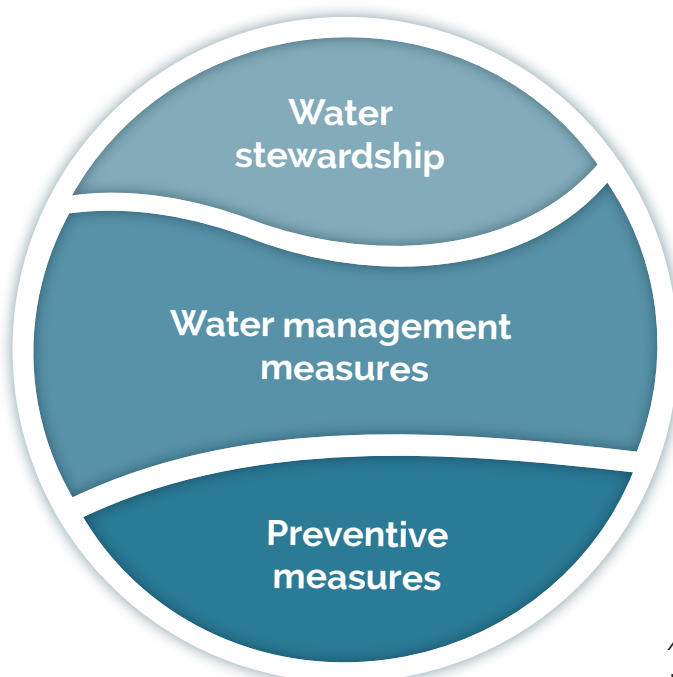 Water
stewardship
Water management
measures
Preventive
measures